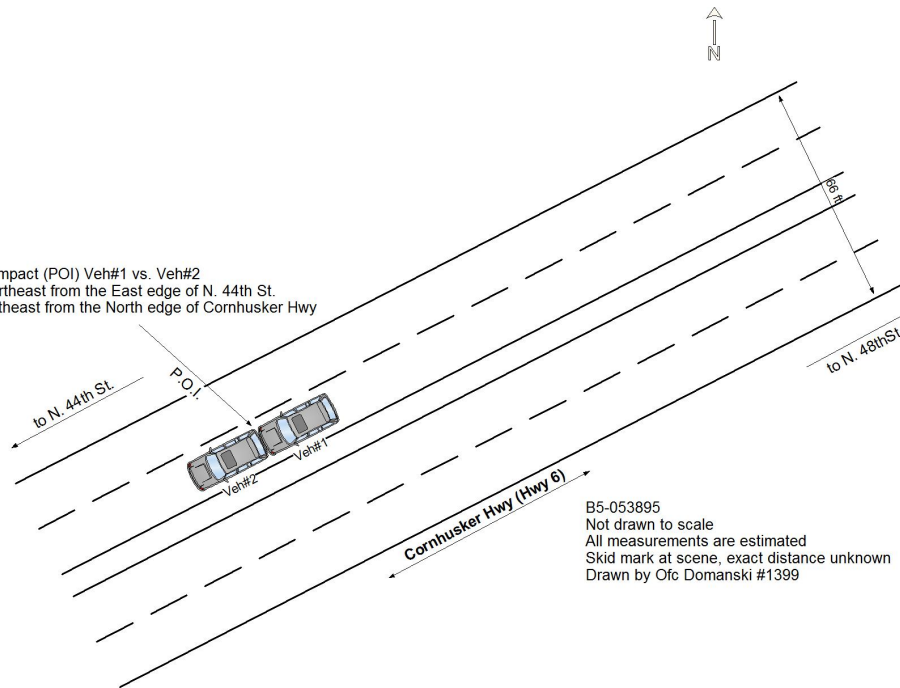 N
66 ft
mpact (POI) Veh#1 vs. Veh#2
rtheast from the East edge of N. 44th St.
theast from the North edge of Cornhusker Hwy
to N. 48thSt
P.O.I.
to N. 44th St.
Veh#1
Veh#2
Cornhusker Hwy (Hwy 6)
B5-053895
Not drawn to scale
All measurements are estimated
Skid mark at scene, exact distance unknown
Drawn by Ofc Domanski #1399